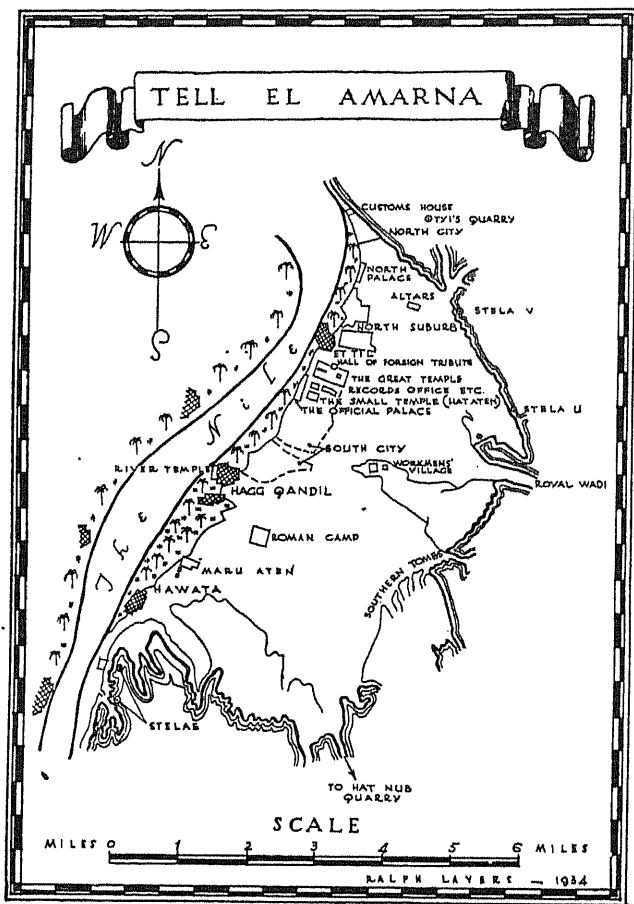 TELL EL AMARNA
N
W E
S
CUSTOMS HOUSE
TYI'S QUARRY
NORTH CITY
NORTH
PALACE
ALTARS
STELA V
NORTH SUBURB
ET TIL
HALL OF FOREIGN TRIBUTE
THE GREAT TEMPLE
RECORDS OFFICE ETC.
THE SMALL TEMPLE (HATATEN)
THE OFFICIAL PALACE
STELA U
The Nile
SOUTH CITY
RIVER TEMPLE
WORKMENS'
VILLAGE
HAGG QANDIL
ROYAL WADI
ROMAN CAMP
SOUTHERN TOMBS
MARU ATEN
HAWATA
STELAE
TO HAT NUB
QUARRY
SCALE
MILES 0 1 2 3 4 5 6 MILES
RALPH LAVERS — 1934